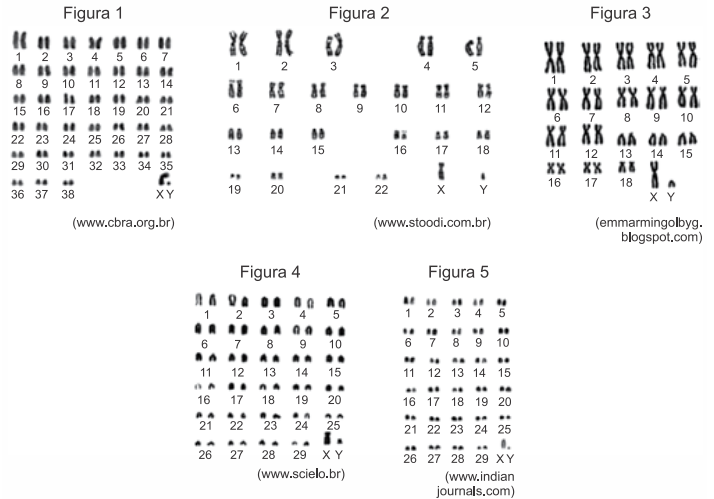 Figura 1
1 2 3 4 5 6 7
8 9 10 11 12 13 14
15 16 17 18 19 20 21
22 23 24 25 26 27 28
29 30 31 32 33 34 35
36 37 38 X Y
(www.cbra.org.br)
Figura 2
1 2 3 4 5
6 7 8 9 10 11 12
13 14 15 16 17 18
19 20 21 22 X Y
(www.stoodi.com.br)
Figura 3
1 2 3 4 5
6 7 8 9 10
11 12 13 14 15
16 17 18 X Y
(emmarmingolbyg.
blogspot.com)
Figura 4
1 2 3 4 5
6 7 8 9 10
11 12 13 14 15
16 17 18 19 20
21 22 23 24 25
26 27 28 29 X Y
(www.scielo.br)
Figura 5
1 2 3 4 5
6 7 8 9 10
11 12 13 14 15
16 17 18 19 20
21 22 23 24 25
26 27 28 29 X Y
(www.indian
journals.com)